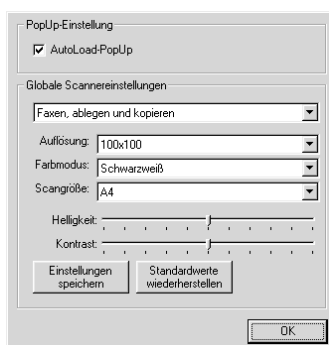 PopUp-Einstellung
AutoLoad-PopUp
Globale Scannereinstellungen
Faxen, ablegen und kopieren
Auflösung: 100x100
Farbmodus: Schwarzweiß
Scangröße: A4
Helligkeit:
Kontrast:
Einstellungen speichern
Standardwerte wiederherstellen
OK